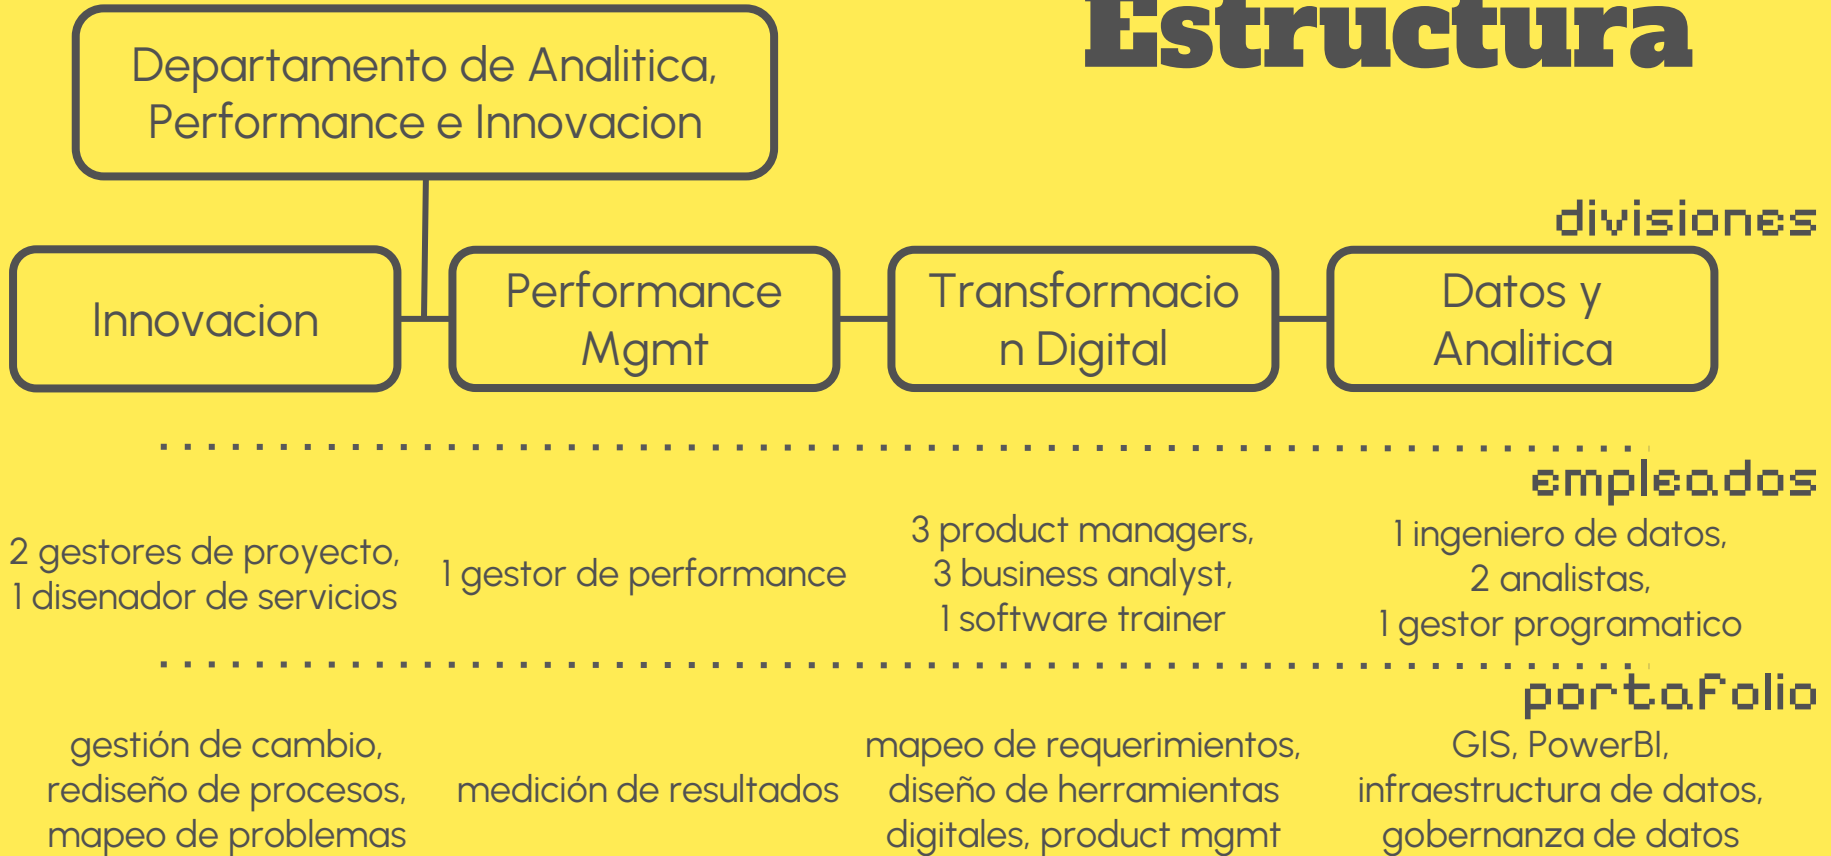 Estructura
Departamento de Analitica,
Performance e Innovacion
divisiones
Innovacion
Performance
Mgmt
Transformacio
n Digital
Datos y
Analitica
empleados
2 gestores de proyecto,
1 disenador de servicios
1 gestor de performance
3 product managers,
3 business analyst,
1 software trainer
1 ingeniero de datos,
2 analistas,
1 gestor programatico
portafolio
gestión de cambio,
rediseño de procesos,
mapeo de problemas
medición de resultados
mapeo de requerimientos,
diseño de herramientas
digitales, product mgmt
GIS, PowerBI,
infraestructura de datos,
gobernanza de datos